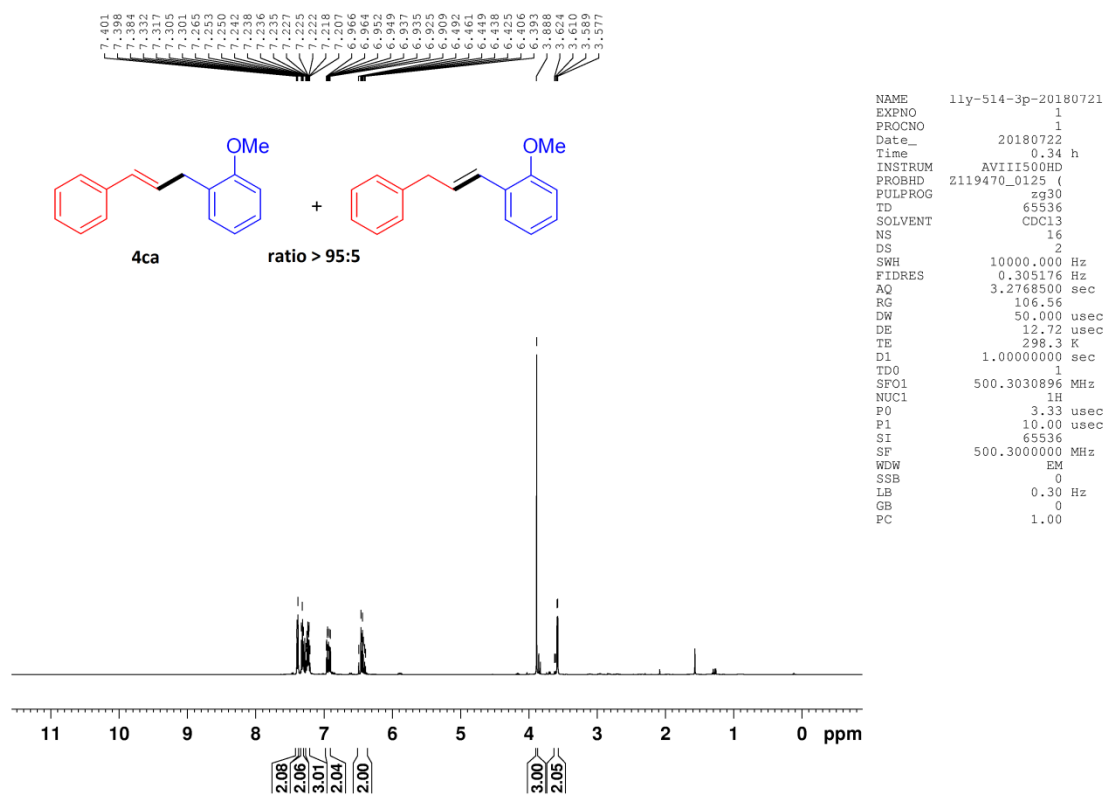 7.401
7.398
7.384
7.332
7.317
7.305
7.301
7.265
7.253
7.250
7.242
7.238
7.236
7.235
7.227
7.225
7.222
7.218
7.207
6.966
6.964
6.952
6.949
6.937
6.935
6.925
6.909
6.492
6.461
6.449
6.438
6.425
6.406
6.393
3.888
3.624
3.610
3.589
3.577
NAME lly-514-3p-20180721
EXPNO 1
PROCNO 1
Date_ 20180722
Time 0.34 h
INSTRUM AVIII500HD
PROBHD Z119470_0125 (
PULPROG zg30
TD 65536
SOLVENT CDCl3
NS 16
DS 2
SWH 10000.000 Hz
FIDRES 0.305176 Hz
AQ 3.2768500 sec
RG 106.56
DW 50.000 usec
DE 12.72 usec
TE 298.3 K
D1 1.00000000 sec
TD0 1
SFO1 500.3030896 MHz
NUC1 1H
P0 3.33 usec
P1 10.00 usec
SI 65536
SF 500.3000000 MHz
WDW EM
SSB 0
LB 0.30 Hz
GB 0
PC 1.00
OMe OMe
+
4ca ratio > 95:5
11 10 9 8 7 6 5 4 3 2 1 0 ppm
2.08 2.06 3.01 2.04 2.00 3.00 2.05